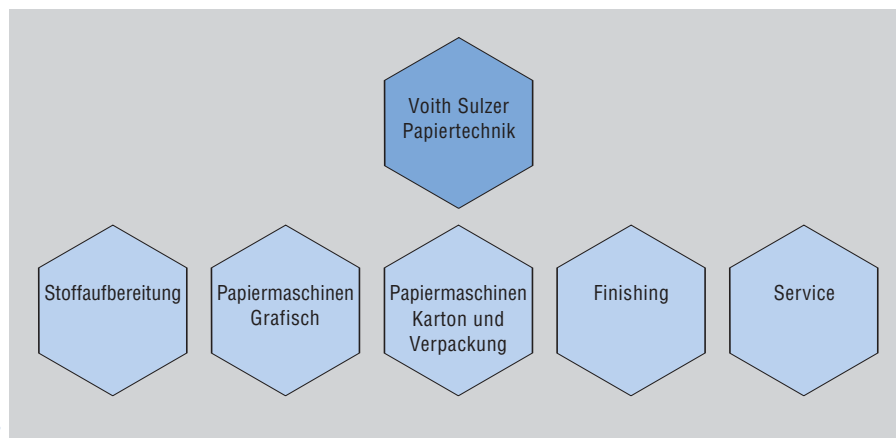 Voith Sulzer
Papiertechnik
Stoffaufbereitung
Papiermaschinen
Grafisch
Papiermaschinen
Karton und
Verpackung
Finishing
Service